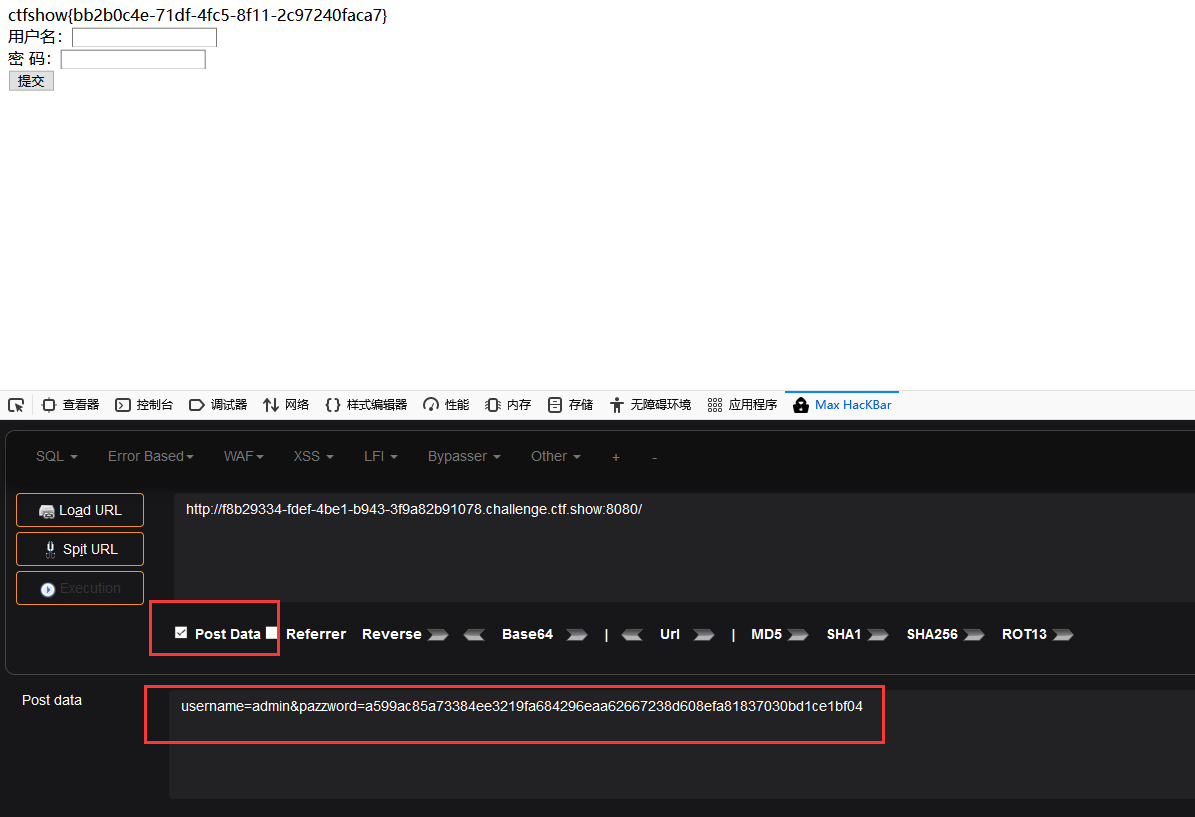 ctfshow{bb2b0c4e-71df-4fc5-8f11-2c97240faca7}
用户名：
密 码：
提交
查看器 控制台 调试器 网络 样式编辑器 性能 内存 存储 无障碍环境 应用程序 Max HacKBar
SQL Error Based WAF XSS LFI Bypasser Other + -
Load URL
http://f8b29334-fdef-4be1-b943-3f9a82b91078.challenge.ctf.show:8080/
Spit URL
Execution
Post Data Referrer Reverse Base64 | Url | MD5 SHA1 SHA256 ROT13
Post data
username=admin&pazzword=a599ac85a73384ee3219fa684296eaa62667238d608efa81837030bd1ce1bf04